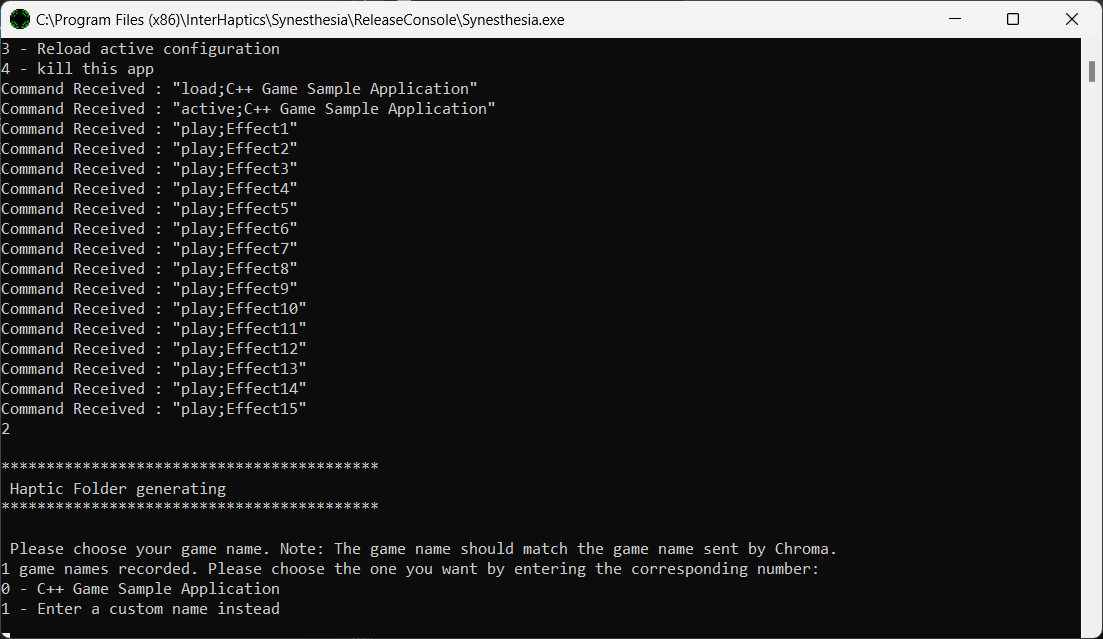 C:\Program Files (x86)\InterHaptics\Synesthesia\ReleaseConsole\Synesthesia.exe
3 - Reload active configuration
4 - kill this app
Command Received : "load;C++ Game Sample Application"
Command Received : "active;C++ Game Sample Application"
Command Received : "play;Effect1"
Command Received : "play;Effect2"
Command Received : "play;Effect3"
Command Received : "play;Effect4"
Command Received : "play;Effect5"
Command Received : "play;Effect6"
Command Received : "play;Effect7"
Command Received : "play;Effect8"
Command Received : "play;Effect9"
Command Received : "play;Effect10"
Command Received : "play;Effect11"
Command Received : "play;Effect12"
Command Received : "play;Effect13"
Command Received : "play;Effect14"
Command Received : "play;Effect15"
2
******************************************
 Haptic Folder generating
******************************************
 Please choose your game name. Note: The game name should match the game name sent by Chroma.
1 game names recorded. Please choose the one you want by entering the corresponding number:
0 - C++ Game Sample Application
1 - Enter a custom name instead